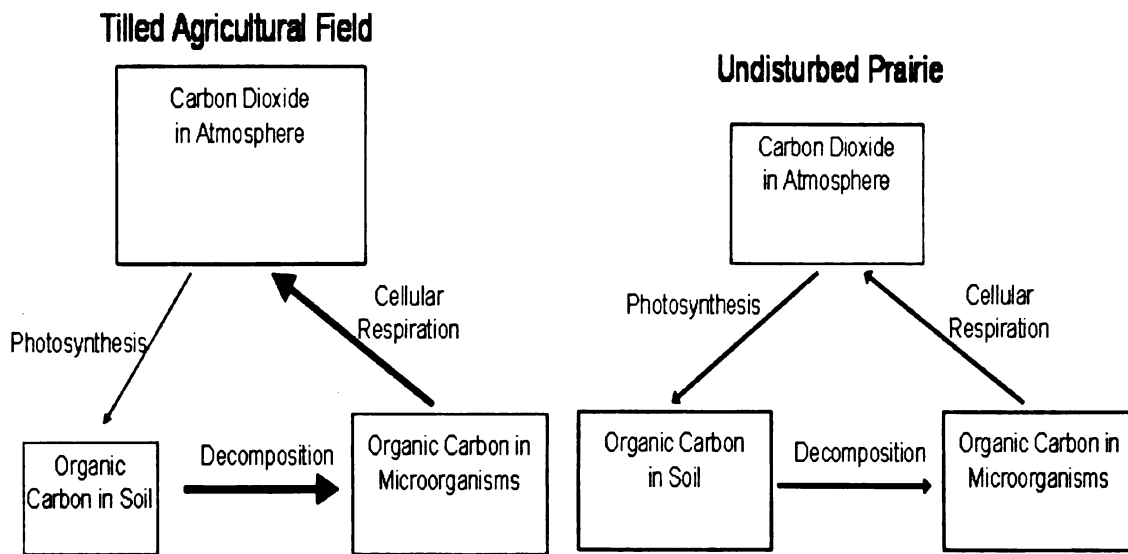 Tilled Agricultural Field
Carbon Dioxide
in Atmosphere
Photosynthesis
Cellular
Respiration
Organic
Carbon in Soil
Decomposition
Organic Carbon in
Microorganisms
Undisturbed Prairie
Carbon Dioxide
in Atmosphere
Photosynthesis
Cellular
Respiration
Organic Carbon
in Soil
Decomposition
Organic Carbon in
Microorganisms